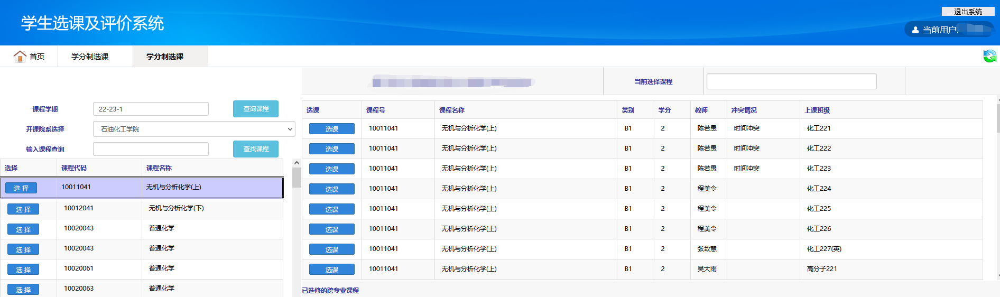 学生选课及评价系统
退出系统
当前用户:
首页 学分制选课 学分制选课
当前选择课程
课程学期 22-23-1 查询课程
开课院系选择 石油化工学院
输入课程查询 查找课程
选择 课程代码 课程名称
选 择 10011041 无机与分析化学(上)
选 择 10012041 无机与分析化学(下)
选 择 10020043 普通化学
选 择 10020043 普通化学
选 择 10020061 普通化学
选 择 10020063 普通化学
选课 课程号 课程名称 类别 学分 教师 冲突情况 上课班级
选课 10011041 无机与分析化学(上) B1 2 陈若愚 时间冲突 化工221
选课 10011041 无机与分析化学(上) B1 2 陈若愚 时间冲突 化工222
选课 10011041 无机与分析化学(上) B1 2 陈若愚 时间冲突 化工223
选课 10011041 无机与分析化学(上) B1 2 程美令 化工224
选课 10011041 无机与分析化学(上) B1 2 程美令 化工225
选课 10011041 无机与分析化学(上) B1 2 程美令 化工226
选课 10011041 无机与分析化学(上) B1 2 张致慧 化工227(英)
选课 10011041 无机与分析化学(上) B1 2 吴大雨 高分子221
已选修的跨专业课程